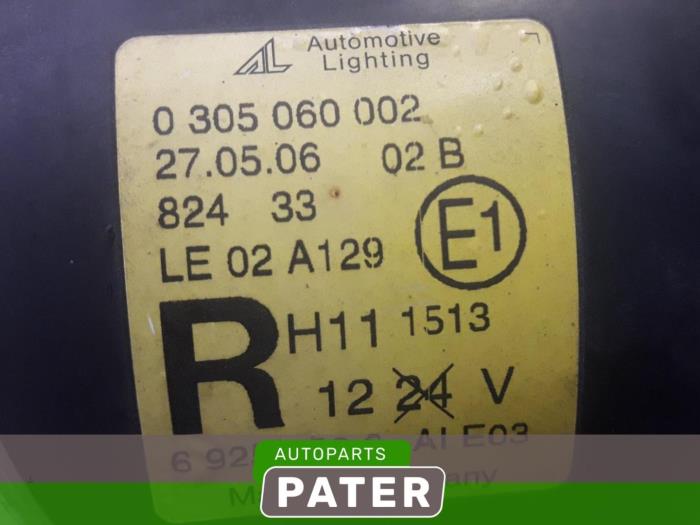 AL Automotive
Lighting
0 305 060 002
27.05.06 02 B
824 33
LE 02 A129
E1
R H11 1513
12 24 V
AUTOPARTS
PATER